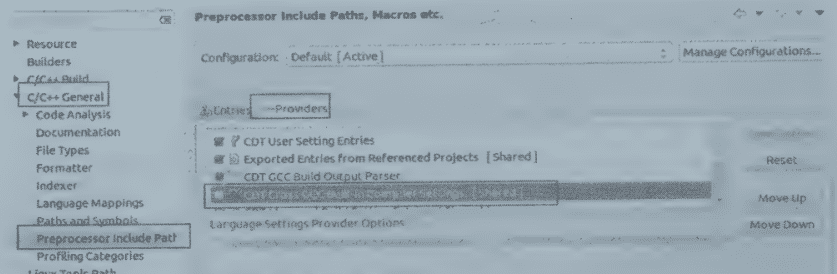 Preprocessor Include Paths, Macros etc.
Resource
Builders
C/C++ Build
C/C++ General
Code Analysis
Documentation
File Types
Formatter
Indexer
Language Mappings
Paths and Symbols
Preprocessor Include Path
Profiling Categories
Linux Tools Path
Configuration: Default [Active]
Manage Configurations...
Entries Providers
CDT User Setting Entries
Exported Entries from Referenced Projects [Shared]
CDT GCC Build Output Parser
Language Settings Provider Options
Reset
Move Up
Move Down